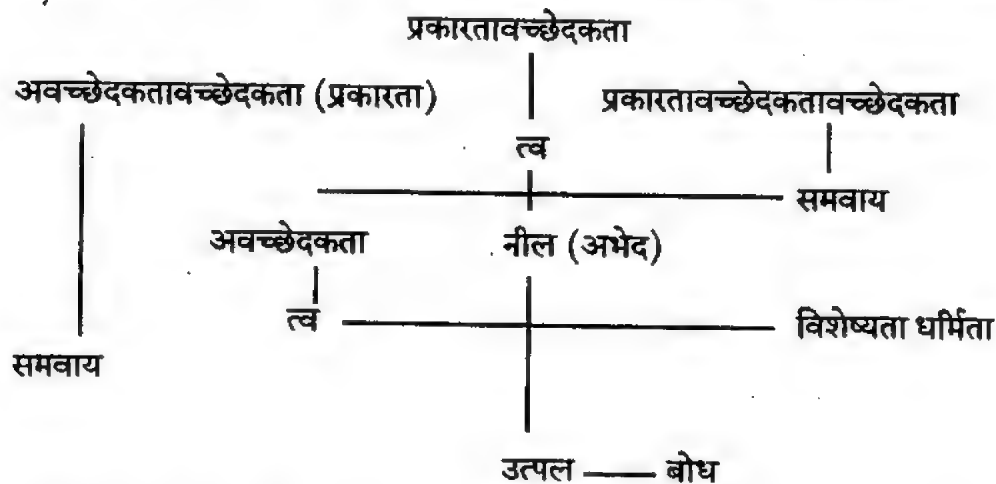 प्रकारतावच्छेदकता
अवच्छेदकतावच्छेदकता (प्रकारता)
प्रकारतावच्छेदकतावच्छेदकता
त्व
समवाय
अवच्छेदकता
नील (अभेद)
त्व
विशेष्यता धर्मिता
समवाय
उत्पल
बोध